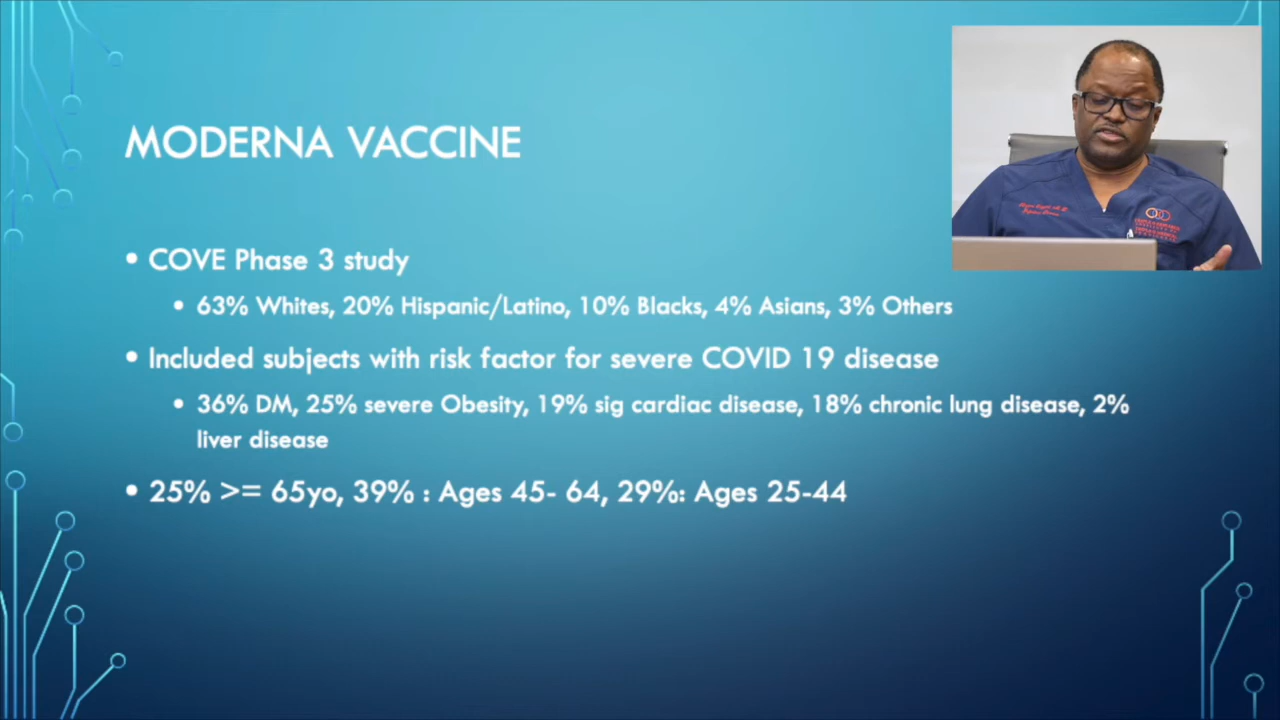 MODERNA VACCINE
• COVE Phase 3 study
• 63% Whites, 20% Hispanic/Latino, 10% Blacks, 4% Asians, 3% Others
• Included subjects with risk factor for severe COVID 19 disease
• 36% DM, 25% severe Obesity, 19% sig cardiac disease, 18% chronic lung disease, 2%
liver disease
• 25% >= 65yo, 39% : Ages 45- 64, 29%: Ages 25-44